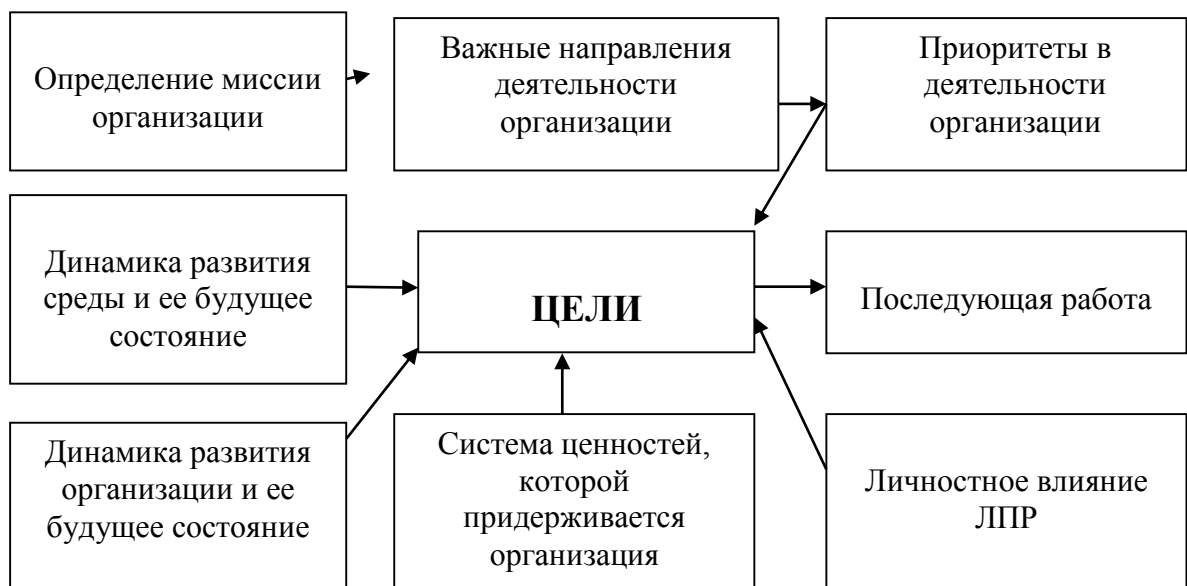 Определение миссии
организации
Важные направления
деятельности
организации
Приоритеты в
деятельности
организации
Динамика развития
среды и ее будущее
состояние
ЦЕЛИ
Последующая работа
Динамика развития
организации и ее
будущее состояние
Система ценностей,
которой
придерживается
организация
Личностное влияние
ЛПР